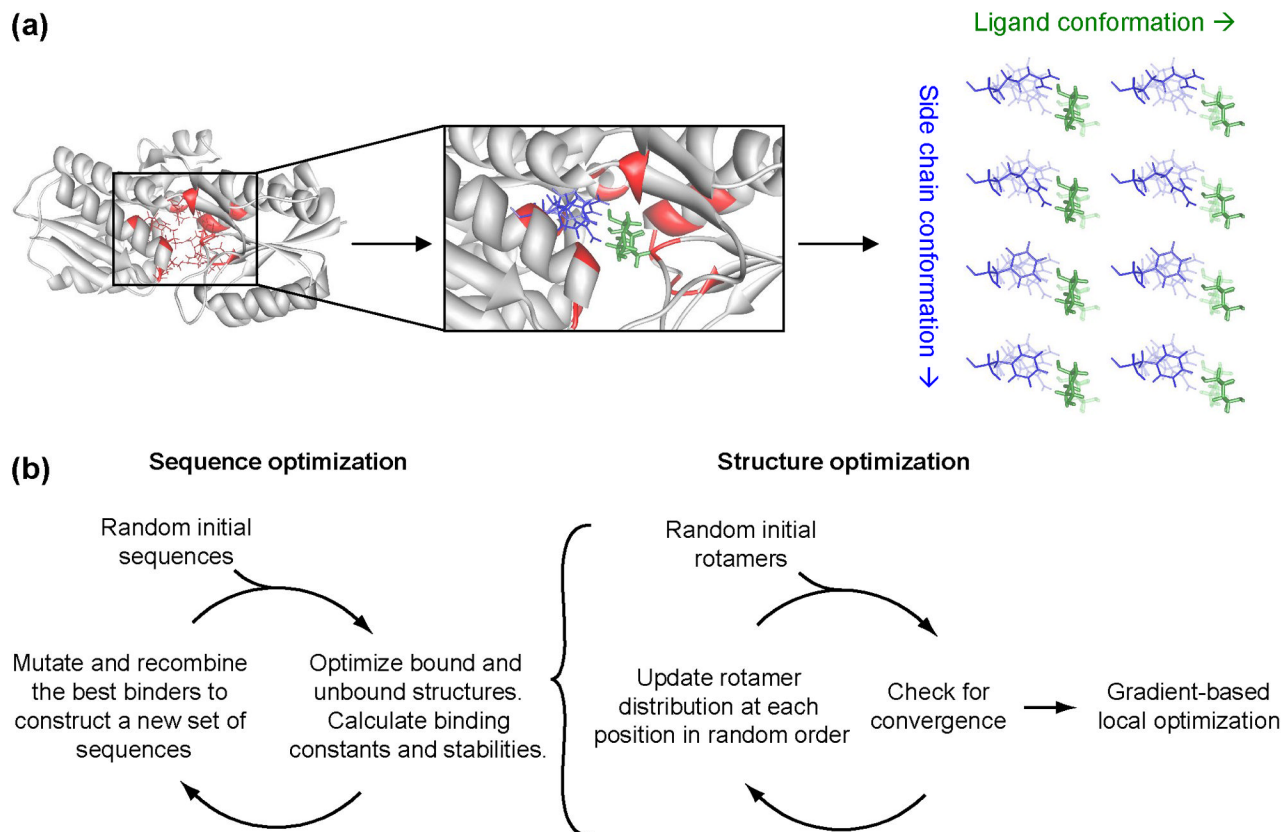 (a)
Ligand conformation →
Side chain conformation →
(b)
Sequence optimization
Structure optimization
Random initial
sequences
Mutate and recombine
the best binders to
construct a new set of
sequences
Optimize bound and
unbound structures.
Calculate binding
constants and stabilities.
Random initial
rotamers
Update rotamer
distribution at each
position in random order
Check for
convergence
Gradient-based
local optimization